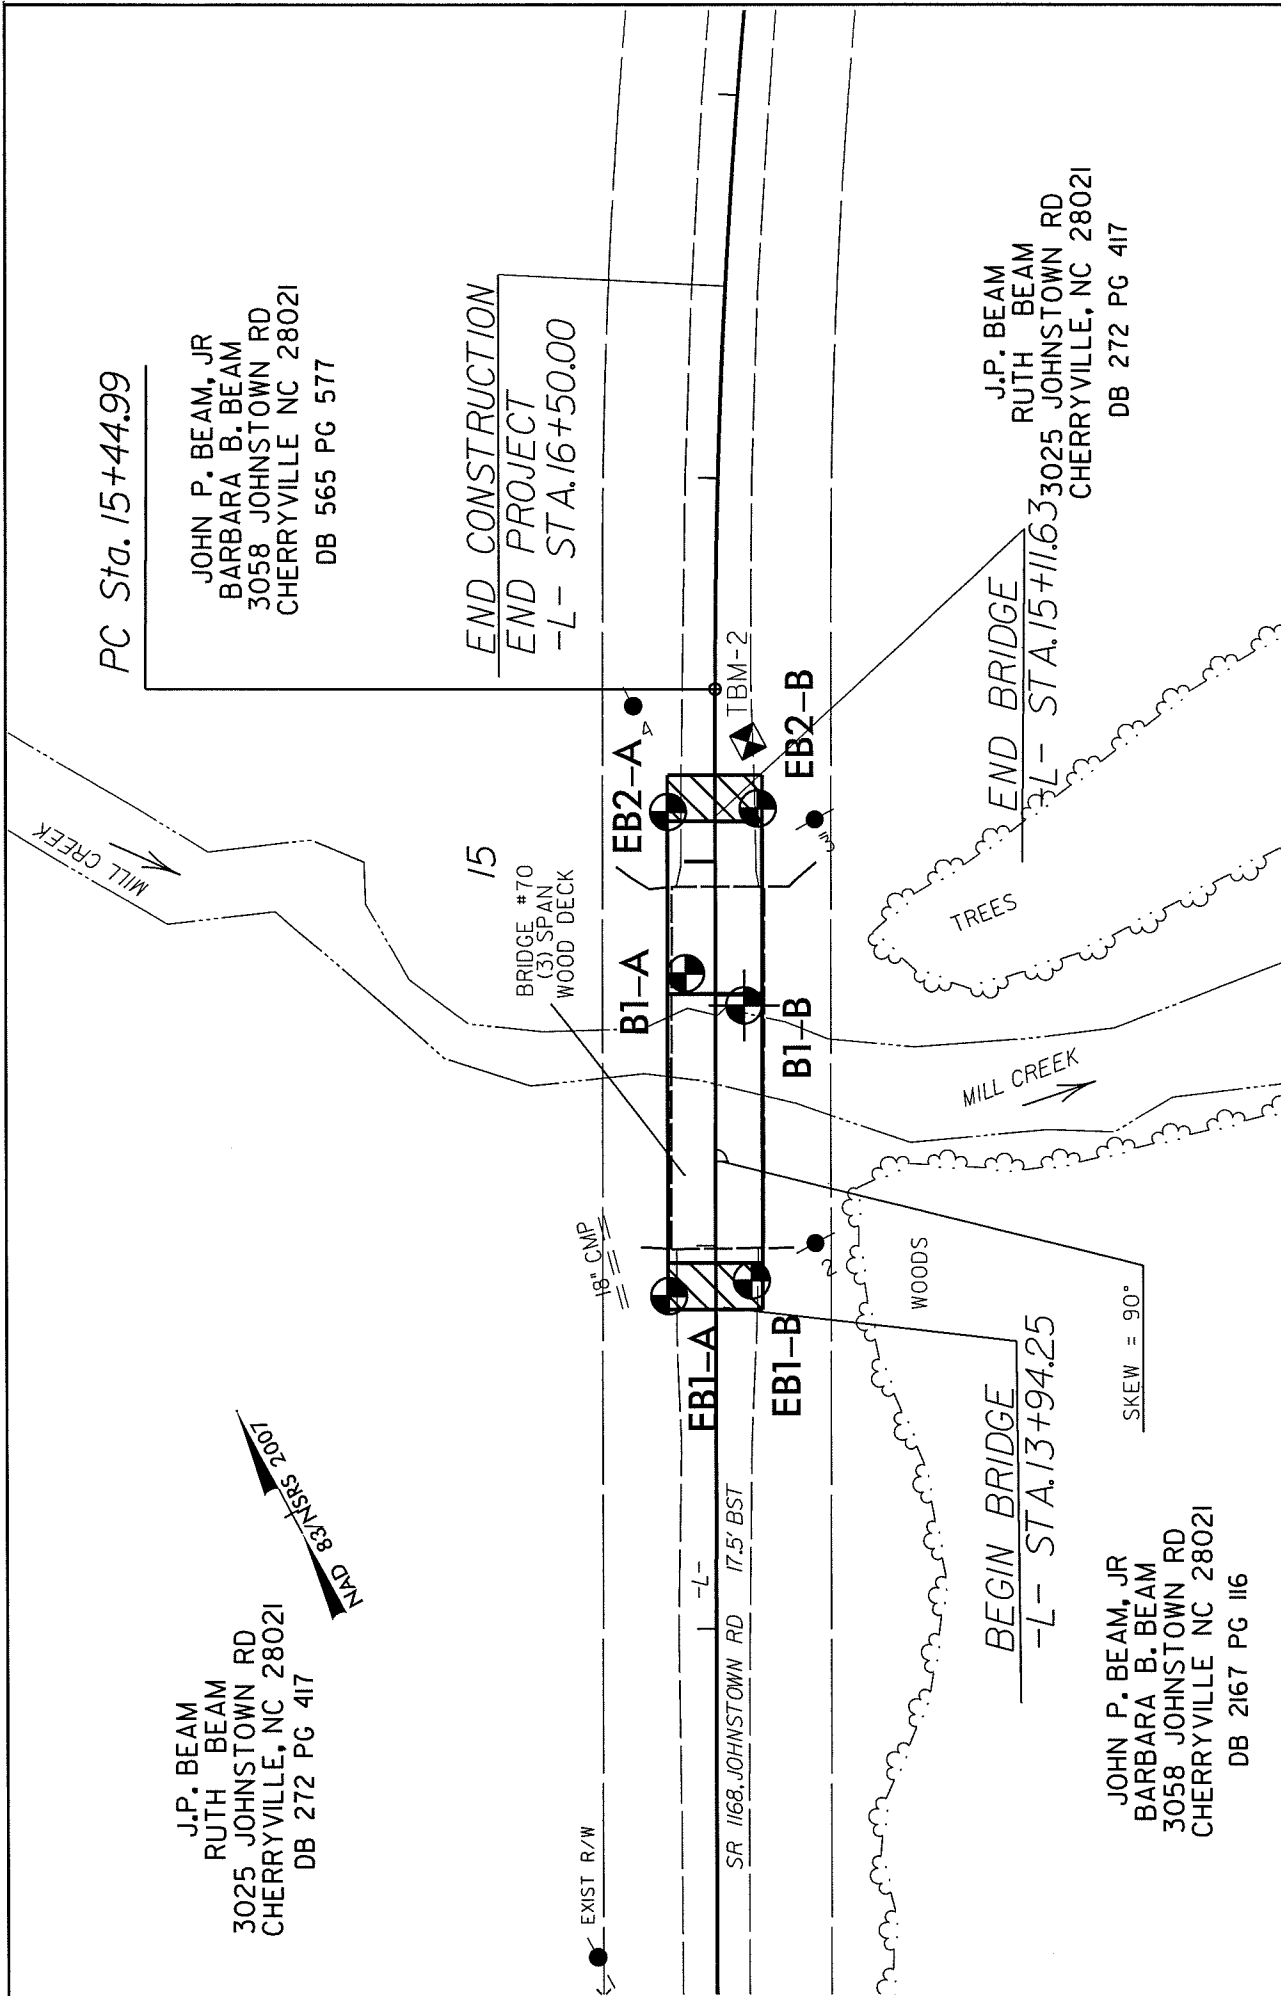 PC Sta. 15+44.99
JOHN P. BEAM, JR
BARBARA B. BEAM
3058 JOHNSTOWN RD
CHERRYVILLE NC 28021
DB 565 PG 577
END CONSTRUCTION
END PROJECT
-L- STA. 16+50.00
J.P. BEAM
RUTH BEAM
3025 JOHNSTOWN RD
CHERRYVILLE, NC 28021
DB 272 PG 417
END BRIDGE
-L- STA. 15+11.63
MILL CREEK
15
BRIDGE #70
(3) SPAN
WOOD DECK
EB2-A
4
TBM-2
EB2-B
3
B1-A
B1-B
TREES
MILL CREEK
18" CMP
EB1-A
EB1-B
2
WOODS
SKEW = 90°
BEGIN BRIDGE
-L- STA. 13+94.25
NAD 83/NSRS 2007
J.P. BEAM
RUTH BEAM
3025 JOHNSTOWN RD
CHERRYVILLE, NC 28021
DB 272 PG 417
-L-
SR 1168, JOHNSTOWN RD 17.5' BST
EXIST R/W
1
JOHN P. BEAM, JR
BARBARA B. BEAM
3058 JOHNSTOWN RD
CHERRYVILLE NC 28021
DB 2167 PG 116